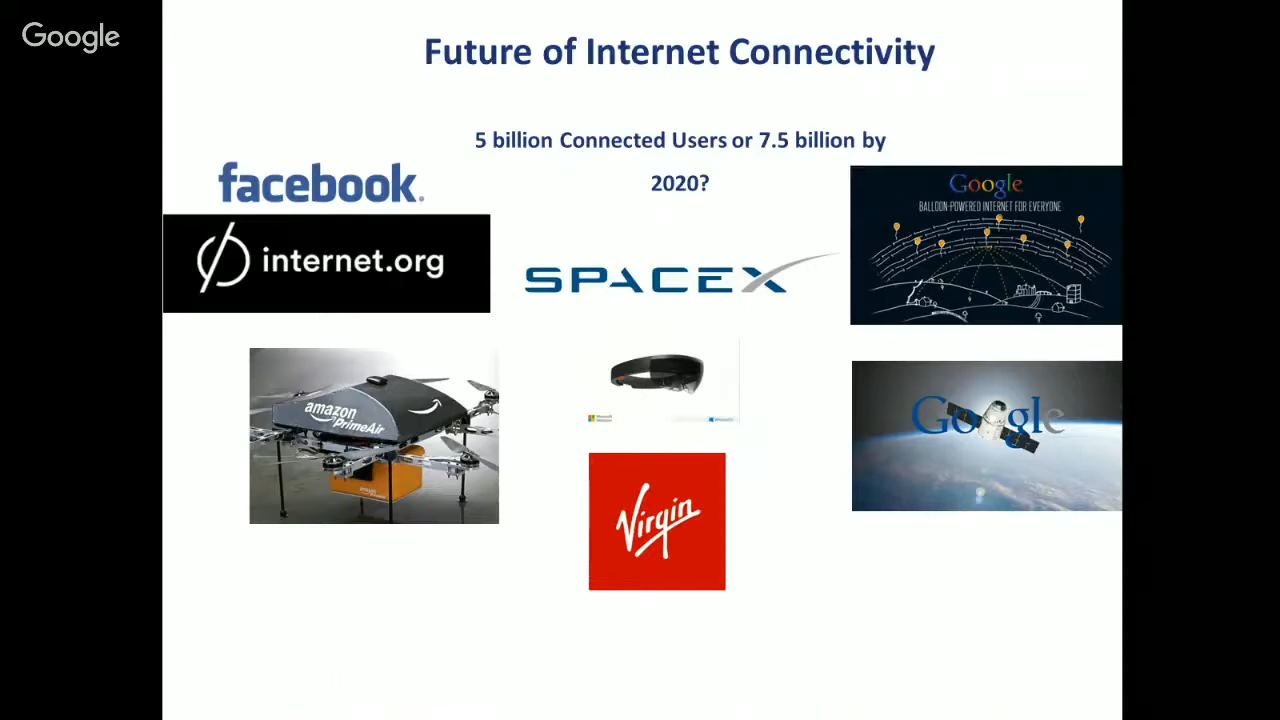 Google
Future of Internet Connectivity
5 billion Connected Users or 7.5 billion by
2020?
facebook.
internet.org
SPACEX
Google
BALLOON-POWERED INTERNET FOR EVERYONE
amazon
PrimeAir
Microsoft
Virgin
Google